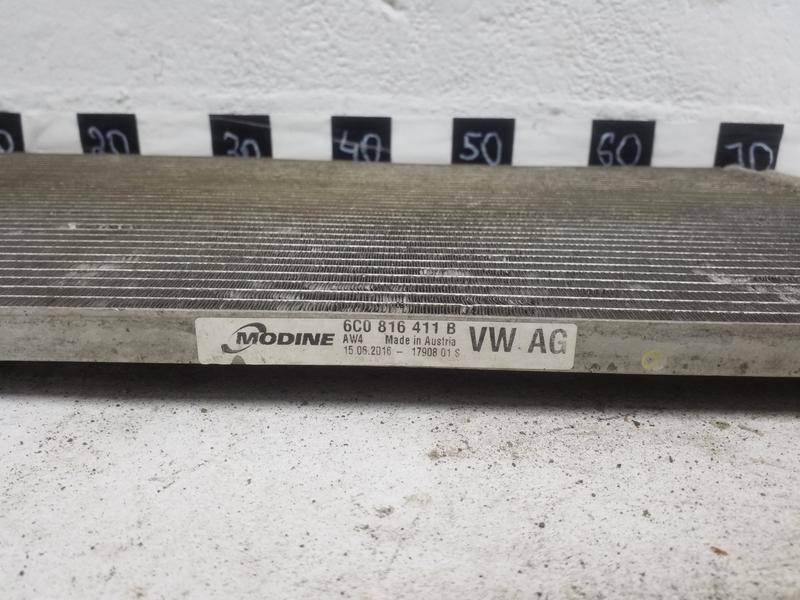 20 30 40 50 60 70
MODINE 6C0 816 411 B VW AG
AW4 Made in Austria
15.06.2016 - 17908 01 S